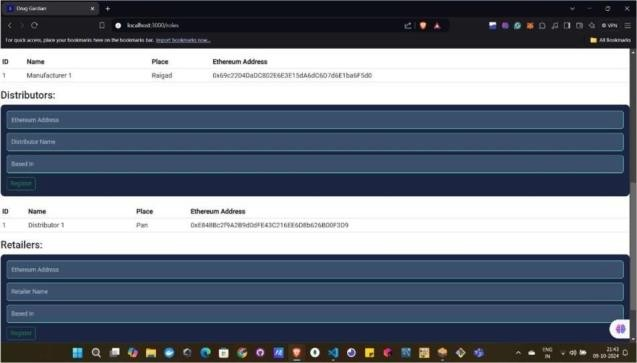 Drug Gardian
localhost:3000/roles
VPN
For quick access, place your bookmarks here on the bookmarks bar. Import bookmarks now...
All Bookmarks
ID Name Place Ethereum Address
1 Manufacturer 1 Raigad
Distributors:
Ethereum Address
Distributor Name
Based In
Register
ID Name Place Ethereum Address
1 Distributor 1 Pan
Retailers:
Ethereum Address
Retailer Name
Based In
Register
ENG 21:43
IN 09-10-2024